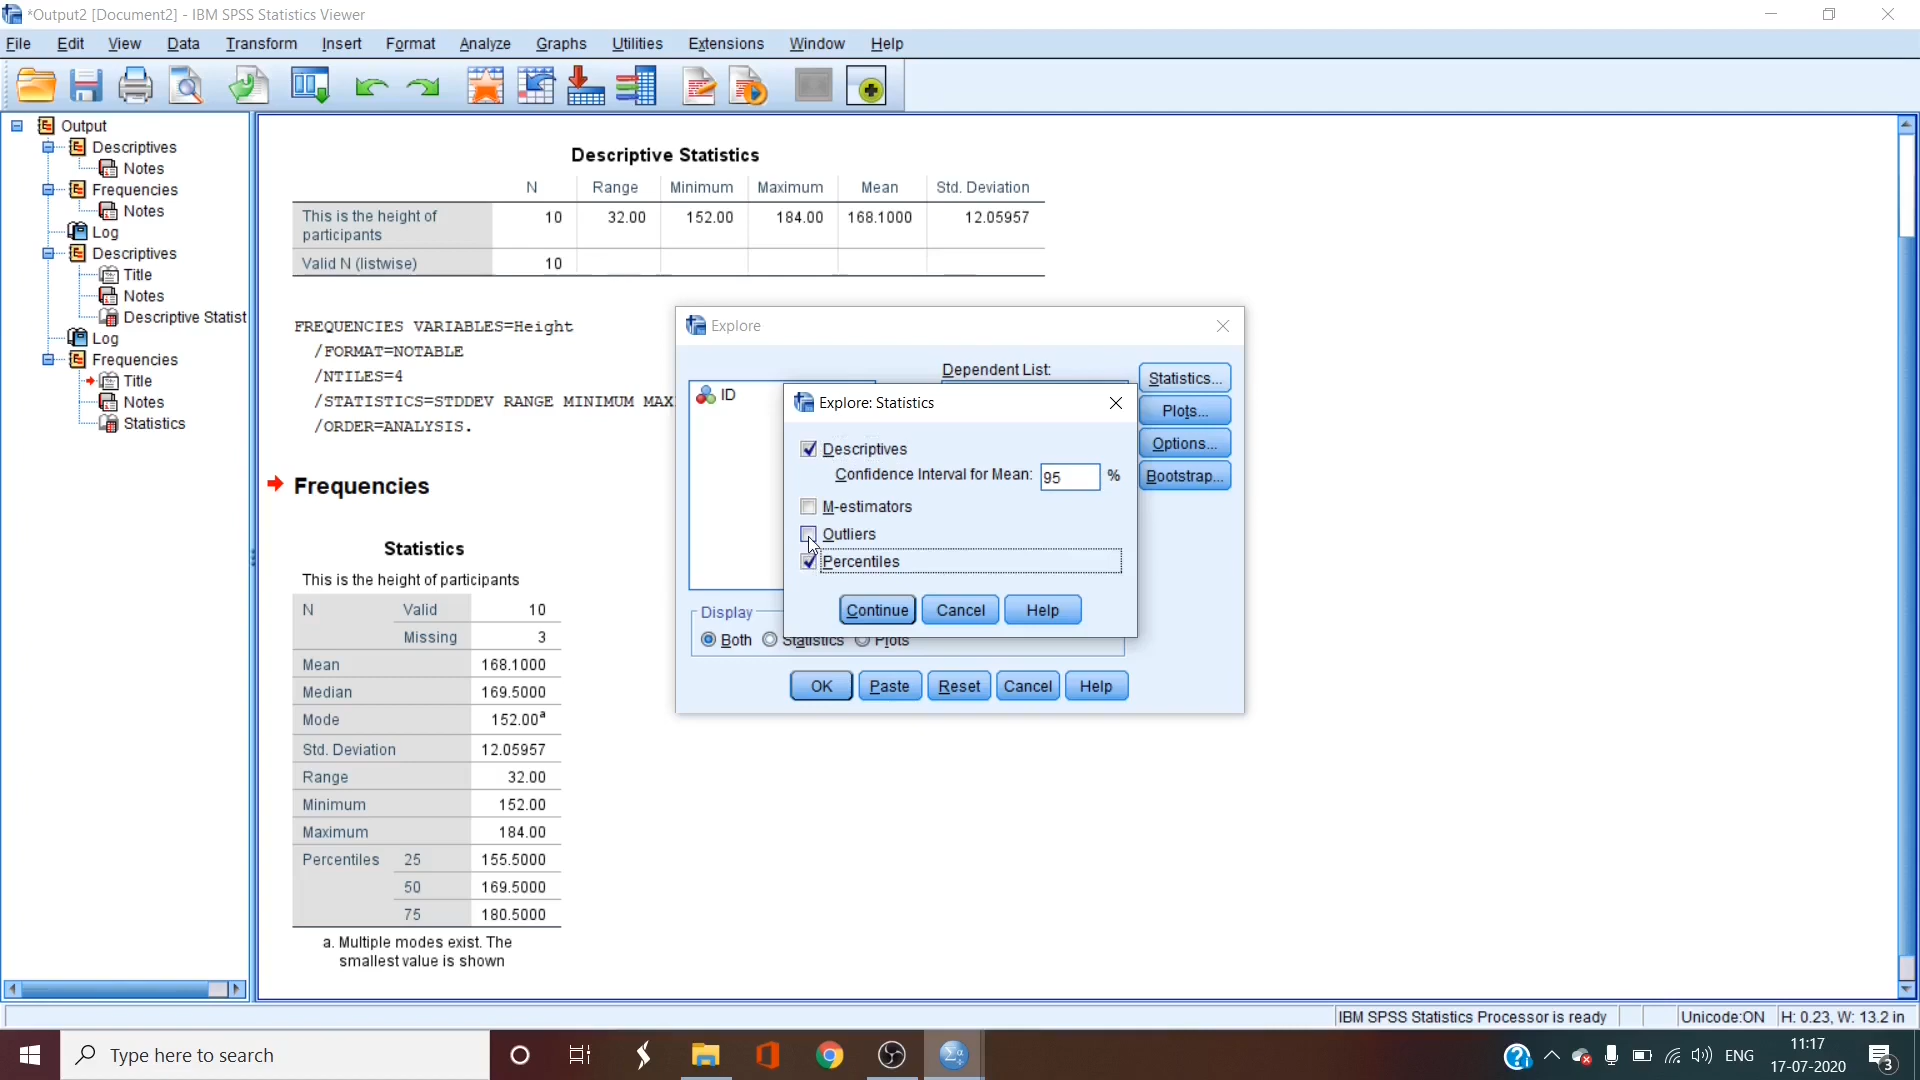 *Output2 [Document2] - IBM SPSS Statistics Viewer
File Edit View Data Transform Insert Format Analyze Graphs Utilities Extensions Window Help
Output
Descriptives
Notes
Frequencies
Notes
Log
Descriptives
Title
Notes
Descriptive Statist
Log
Frequencies
Title
Notes
Statistics
Descriptive Statistics
N Range Minimum Maximum Mean Std. Deviation
This is the height of participants 10 32.00 152.00 184.00 168.1000 12.05957
Valid N (listwise) 10
FREQUENCIES VARIABLES=Height
/FORMAT=NOTABLE
/NTILES=4
/STATISTICS=STDDEV RANGE MINIMUM MAX
/ORDER=ANALYSIS.
Frequencies
Statistics
This is the height of participants
N Valid 10
Missing 3
Mean 168.1000
Median 169.5000
Mode 152.00a
Std. Deviation 12.05957
Range 32.00
Minimum 152.00
Maximum 184.00
Percentiles 25 155.5000
50 169.5000
75 180.5000
a. Multiple modes exist. The
smallest value is shown
Explore
Dependent List:
ID
Statistics...
Plots...
Options...
Bootstrap...
Explore: Statistics
Descriptives
Confidence Interval for Mean: 95 %
M-estimators
Outliers
Percentiles
Continue Cancel Help
Display
Both Statistics Plots
OK Paste Reset Cancel Help
IBM SPSS Statistics Processor is ready Unicode:ON H: 0.23, W: 13.2 in
Type here to search
ENG
11:17
17-07-2020
3